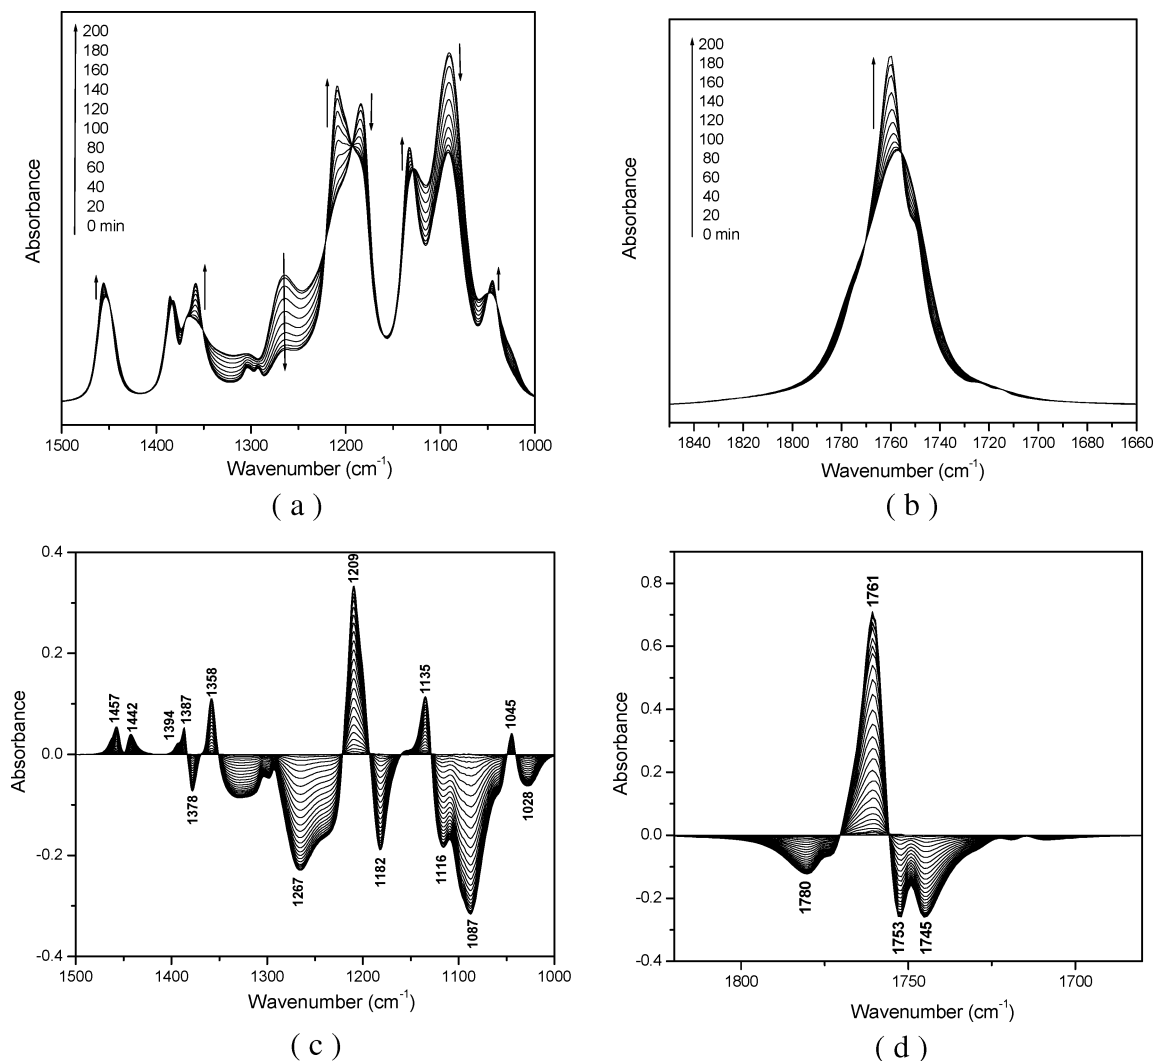 200
180
160
140
120
100
80
60
40
20
0 min
Absorbance
1500 1400 1300 1200 1100 1000
Wavenumber (cm-1)
( a )
200
180
160
140
120
100
80
60
40
20
0 min
Absorbance
1840 1820 1800 1780 1760 1740 1720 1700 1680 1660
Wavenumber (cm-1)
( b )
0.4
0.2
0.0
-0.2
-0.4
Absorbance
1457
1442
1394
1387
1378
1358
1267
1209
1182
1135
1116
1087
1045
1028
1500 1400 1300 1200 1100 1000
Wavenumber (cm-1)
( c )
0.8
0.6
0.4
0.2
0.0
-0.2
-0.4
Absorbance
1780
1761
1753
1745
1800 1750 1700
Wavenumber (cm-1)
( d )